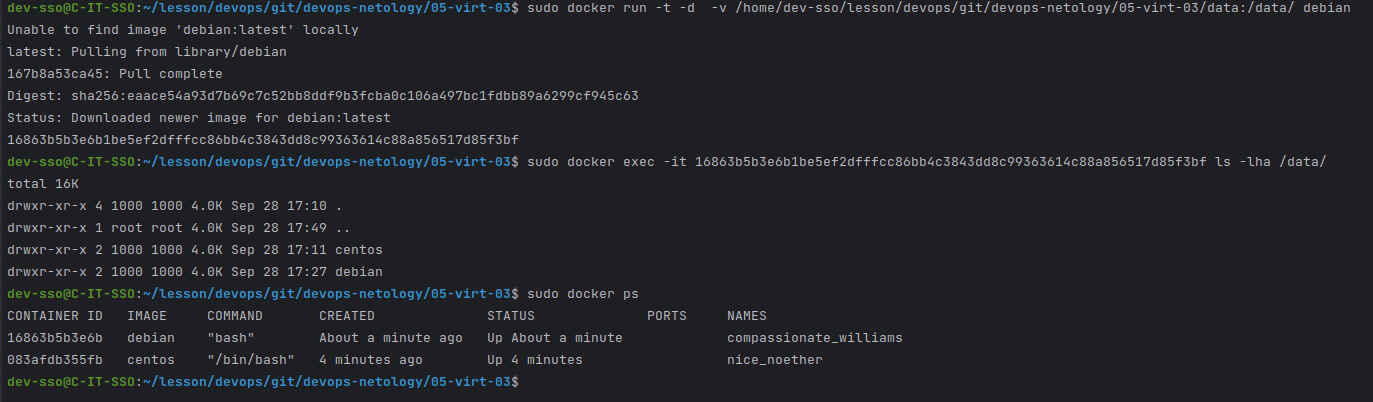 dev-sso@C-IT-SSO:~/lesson/devops/git/devops-netology/05-virt-03$ sudo docker run -t -d  -v /home/dev-sso/lesson/devops/git/devops-netology/05-virt-03/data:/data/ debian
Unable to find image 'debian:latest' locally
latest: Pulling from library/debian
167b8a53ca45: Pull complete
Digest: sha256:eaace54a93d7b69c7c52bb8ddf9b3fcba0c106a497bc1fdbb89a6299cf945c63
Status: Downloaded newer image for debian:latest
16863b5b3e6b1be5ef2dfffcc86bb4c3843dd8c99363614c88a856517d85f3bf
dev-sso@C-IT-SSO:~/lesson/devops/git/devops-netology/05-virt-03$ sudo docker exec -it 16863b5b3e6b1be5ef2dfffcc86bb4c3843dd8c99363614c88a856517d85f3bf ls -lha /data/
total 16K
drwxr-xr-x 4 1000 1000 4.0K Sep 28 17:10 .
drwxr-xr-x 1 root root 4.0K Sep 28 17:49 ..
drwxr-xr-x 2 1000 1000 4.0K Sep 28 17:11 centos
drwxr-xr-x 2 1000 1000 4.0K Sep 28 17:27 debian
dev-sso@C-IT-SSO:~/lesson/devops/git/devops-netology/05-virt-03$ sudo docker ps
CONTAINER ID   IMAGE     COMMAND       CREATED              STATUS              PORTS     NAMES
16863b5b3e6b   debian    "bash"        About a minute ago   Up About a minute             compassionate_williams
083afdb355fb   centos    "/bin/bash"   4 minutes ago        Up 4 minutes                  nice_noether
dev-sso@C-IT-SSO:~/lesson/devops/git/devops-netology/05-virt-03$